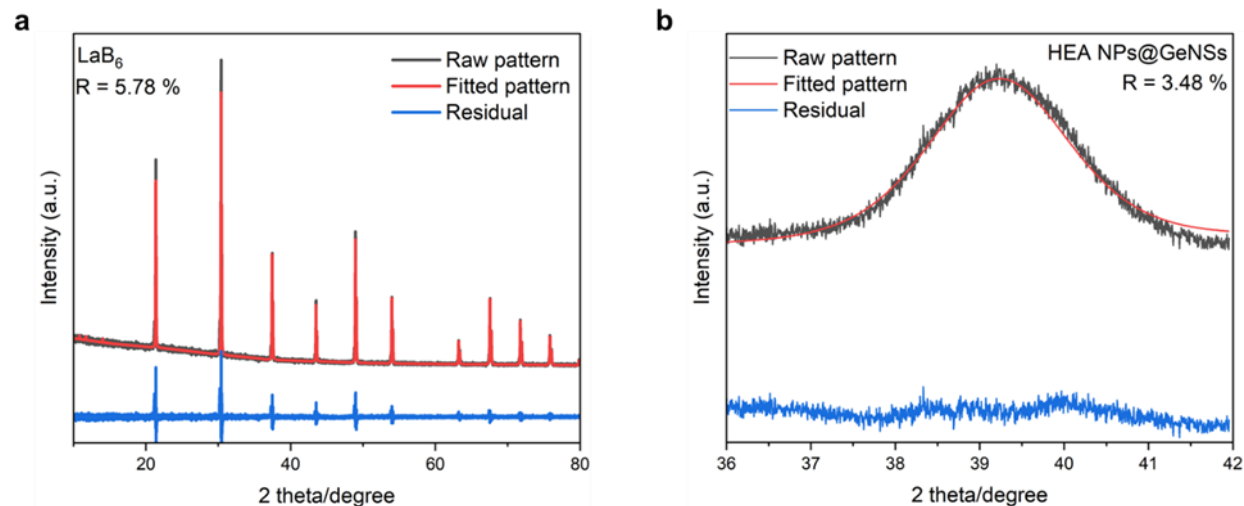 a
LaB₆
R = 5.78 %
Raw pattern
Fitted pattern
Residual
Intensity (a.u.)
20
40
60
80
2 theta/degree
b
Raw pattern
Fitted pattern
Residual
HEA NPs@GeNSs
R = 3.48 %
Intensity (a.u.)
36
37
38
39
40
41
42
2 theta/degree